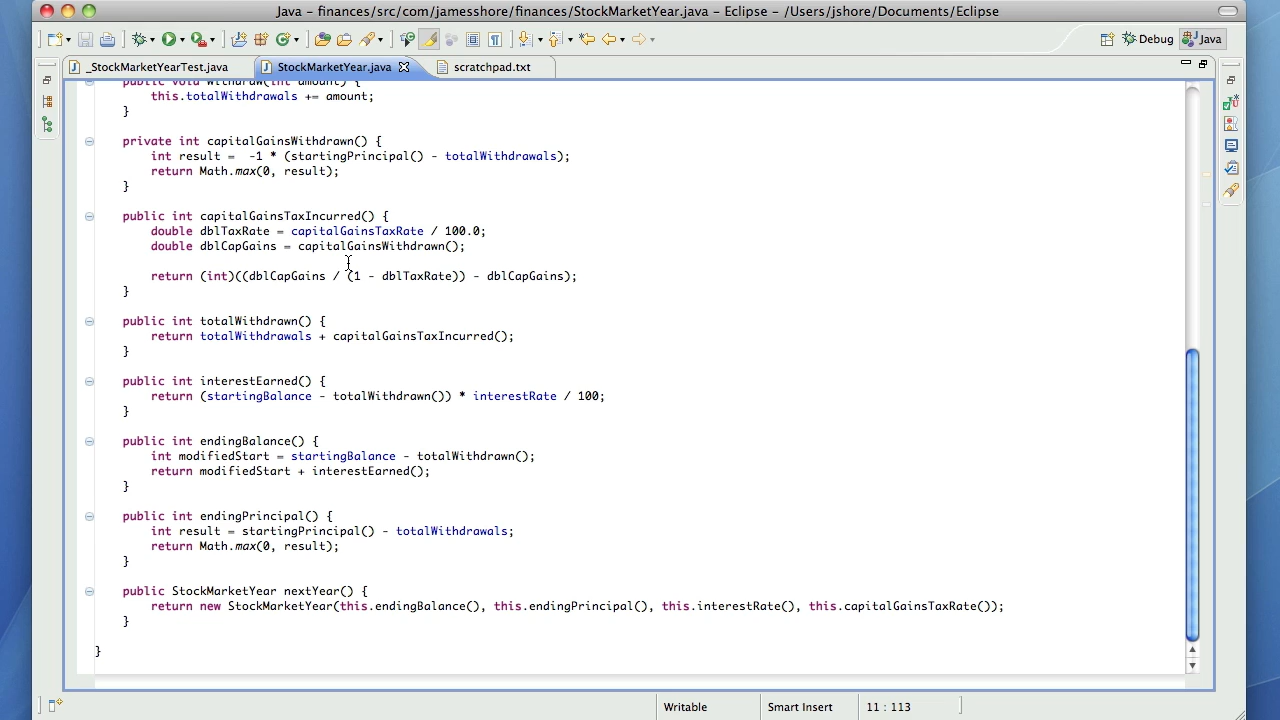 Java - finances/src/com/jamesshore/finances/StockMarketYear.java - Eclipse - /Users/jshore/Documents/Eclipse
Debug
Java
_StockMarketYearTest.java
StockMarketYear.java
scratchpad.txt
public void withdraw(int amount) {
this.totalWithdrawals += amount;
}
private int capitalGainsWithdrawn() {
int result =  -1 * (startingPrincipal() - totalWithdrawals);
return Math.max(0, result);
}
public int capitalGainsTaxIncurred() {
double dblTaxRate = capitalGainsTaxRate / 100.0;
double dblCapGains = capitalGainsWithdrawn();
return (int)((dblCapGains / (1 - dblTaxRate)) - dblCapGains);
}
public int totalWithdrawn() {
return totalWithdrawals + capitalGainsTaxIncurred();
}
public int interestEarned() {
return (startingBalance - totalWithdrawn()) * interestRate / 100;
}
public int endingBalance() {
int modifiedStart = startingBalance - totalWithdrawn();
return modifiedStart + interestEarned();
}
public int endingPrincipal() {
int result = startingPrincipal() - totalWithdrawals;
return Math.max(0, result);
}
public StockMarketYear nextYear() {
return new StockMarketYear(this.endingBalance(), this.endingPrincipal(), this.interestRate(), this.capitalGainsTaxRate());
}
}
Writable
Smart Insert
11 : 113